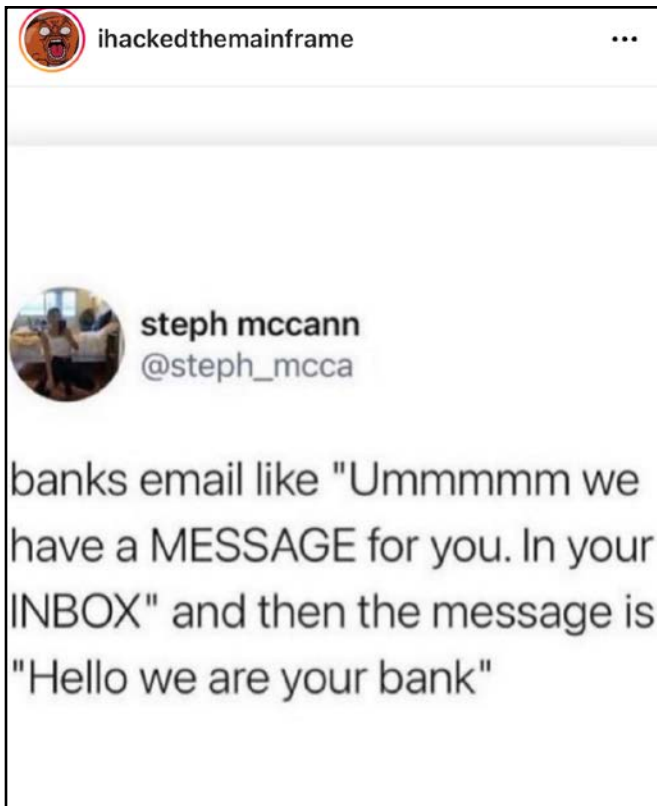 ihackedthemainframe
steph mccann
@steph_mcca
banks email like "Ummmmm we
have a MESSAGE for you. In your
INBOX" and then the message is
"Hello we are your bank"